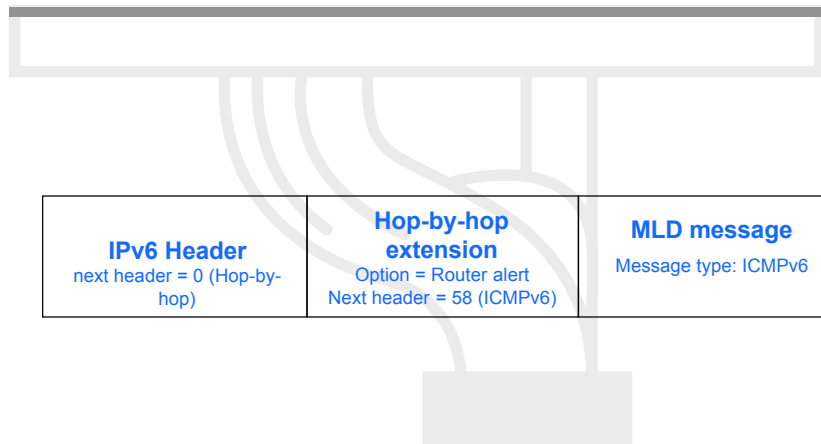 IPv6 Header
next header = 0 (Hop-by-
hop)
Hop-by-hop
extension
Option = Router alert
Next header = 58 (ICMPv6)
MLD message
Message type: ICMPv6